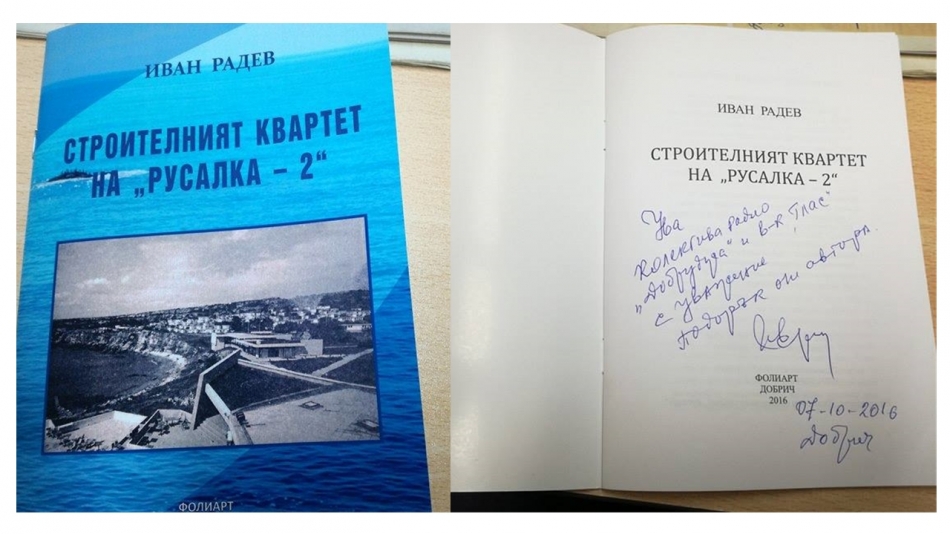 ИВАН РАДЕВ
СТРОИТЕЛНИЯТ КВАРТЕТ
НА „РУСАЛКА – 2“
ФОЛИАРТ
ИВАН РАДЕВ
СТРОИТЕЛНИЯТ КВАРТЕТ
НА „РУСАЛКА – 2“
На
колектива радио
„Добруджа“ и в-к „Глас“
с уважение
подарък от автора.
ФОЛИАРТ
ДОБРИЧ
2016
07-10-2016
Добрич